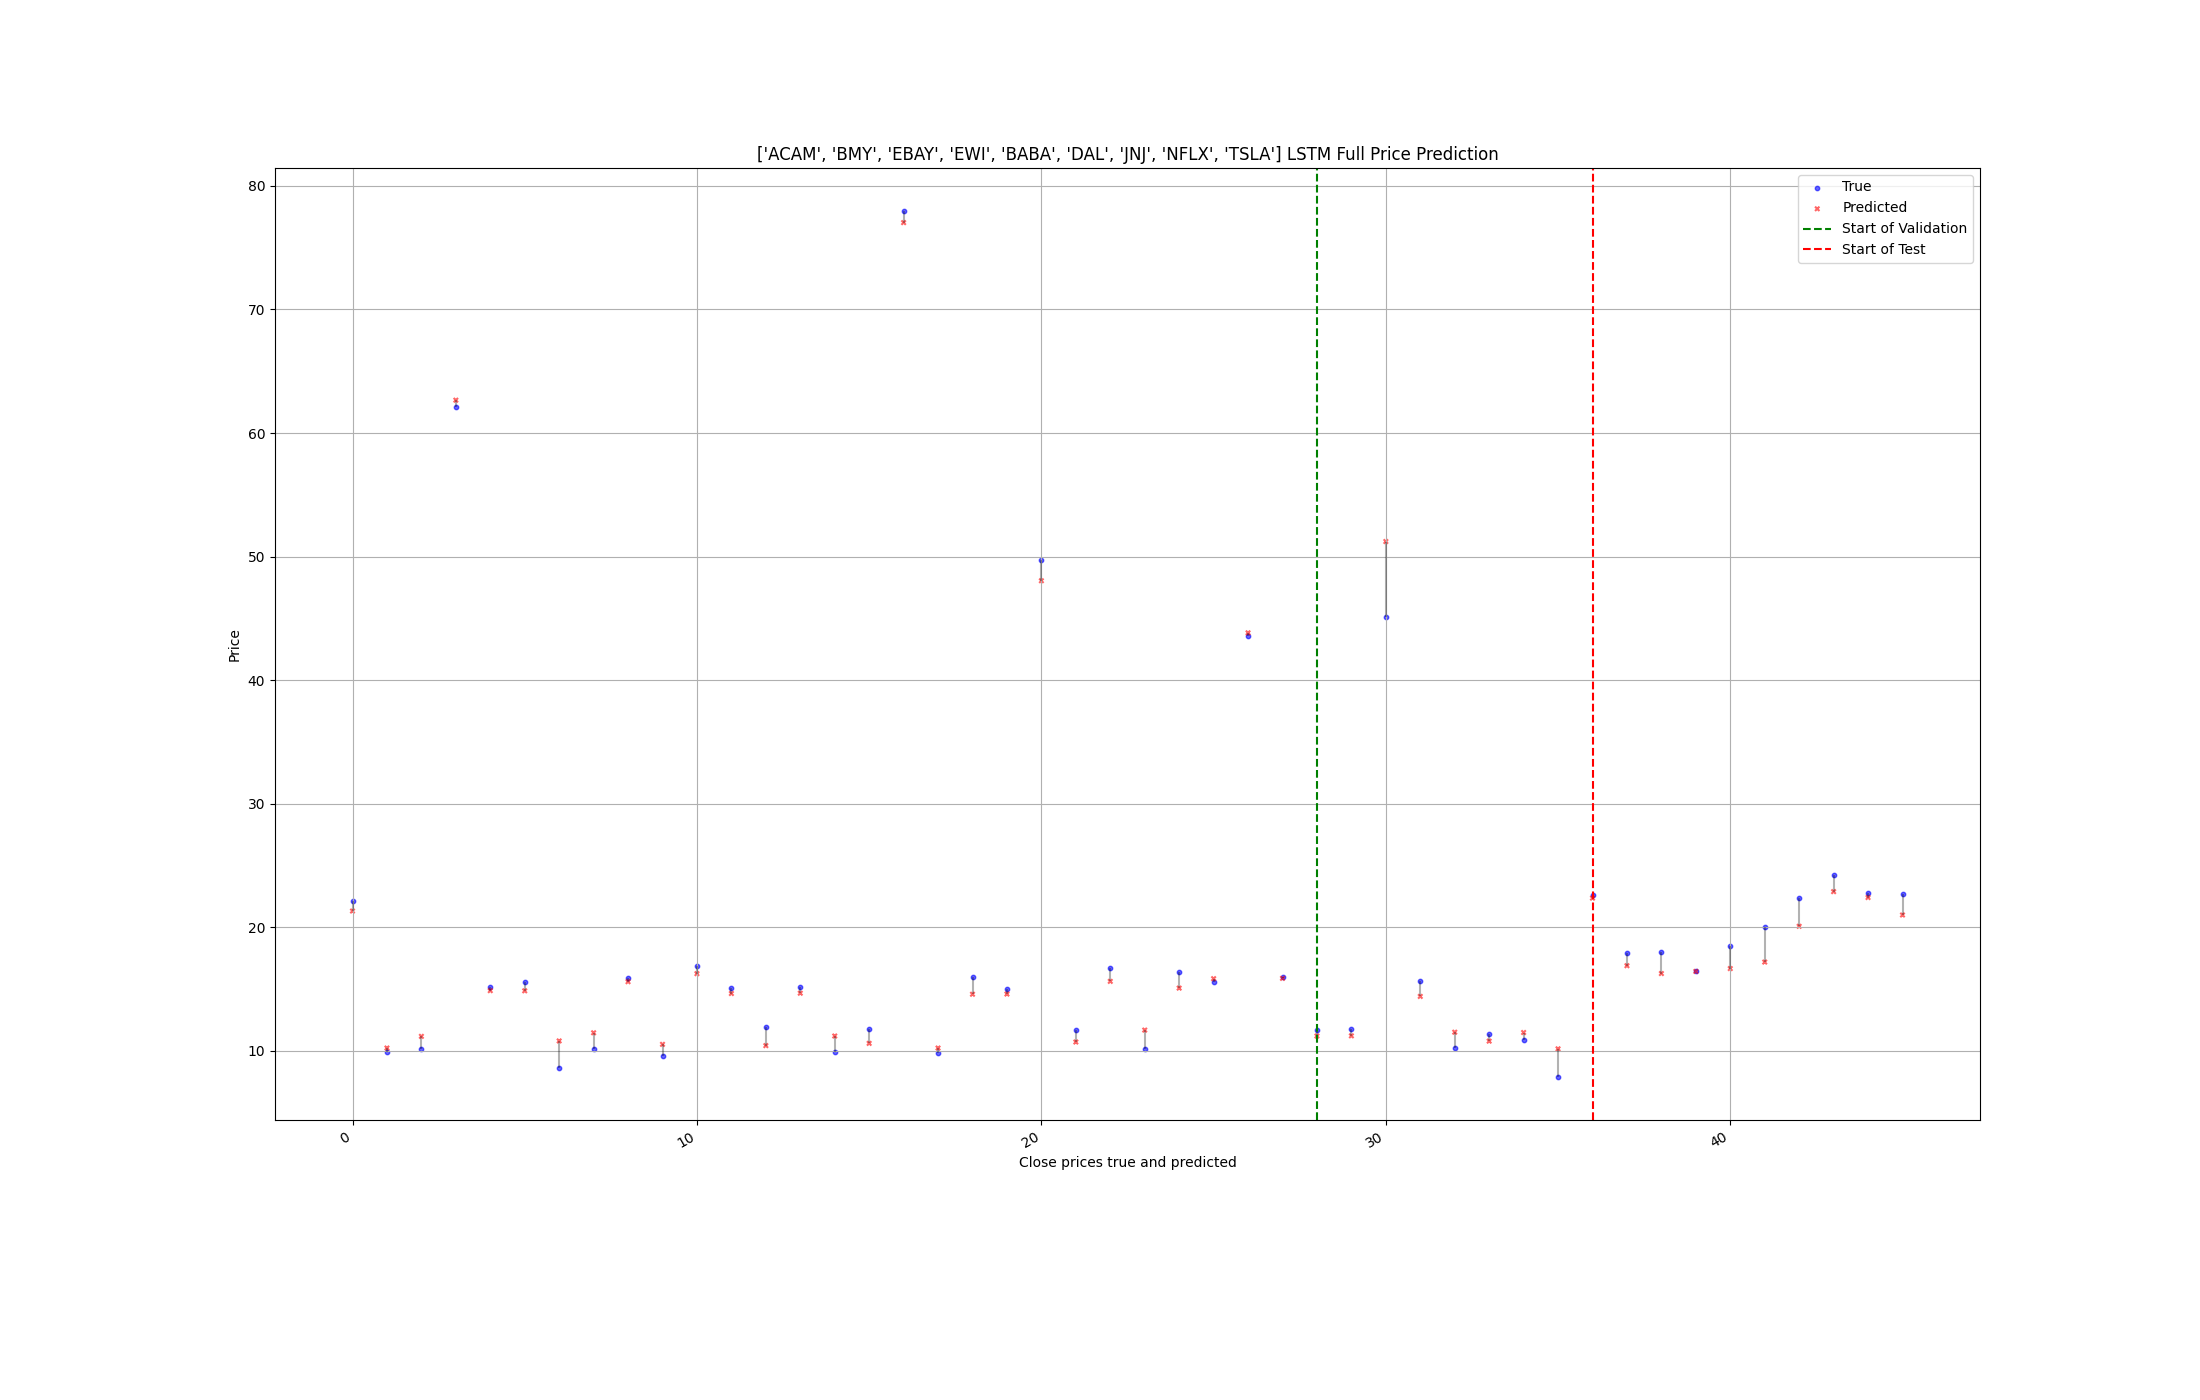 ['ACAM', 'BMY', 'EBAY', 'EWI', 'BABA', 'DAL', 'JNJ', 'NFLX', 'TSLA'] LSTM Full Price Prediction
True
Predicted
Start of Validation
Start of Test
Price
80
70
60
50
40
30
20
10
0
10
20
30
40
Close prices true and predicted